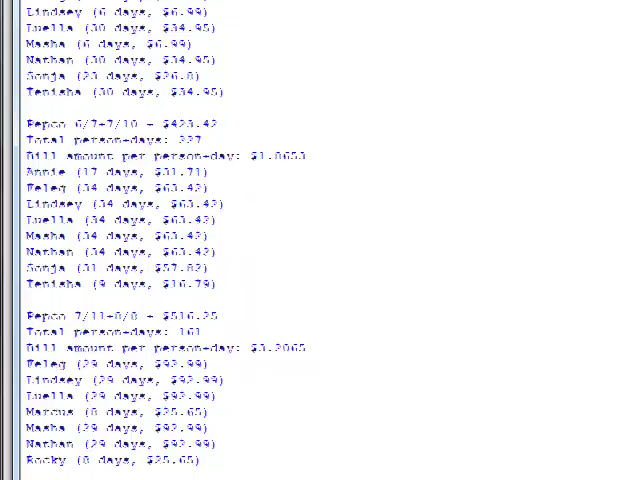 Lindsey (6 days, $6.99)
Luella (30 days, $34.95)
Masha (6 days, $6.99)
Nathan (30 days, $34.95)
Sonja (23 days, $26.8)
Tenisha (30 days, $34.95)
Pepco 6/7-7/10 - $423.42
Total person-days: 227
Bill amount per person-day: $1.8653
Annie (17 days, $31.71)
Peleg (34 days, $63.42)
Lindsey (34 days, $63.42)
Luella (34 days, $63.42)
Masha (34 days, $63.42)
Nathan (34 days, $63.42)
Sonja (31 days, $57.82)
Tenisha (9 days, $16.79)
Pepco 7/11-8/8 - $516.25
Total person-days: 161
Bill amount per person-day: $3.2065
Peleg (29 days, $92.99)
Lindsey (29 days, $92.99)
Luella (29 days, $92.99)
Marcus (8 days, $25.65)
Masha (29 days, $92.99)
Nathan (29 days, $92.99)
Rocky (8 days, $25.65)